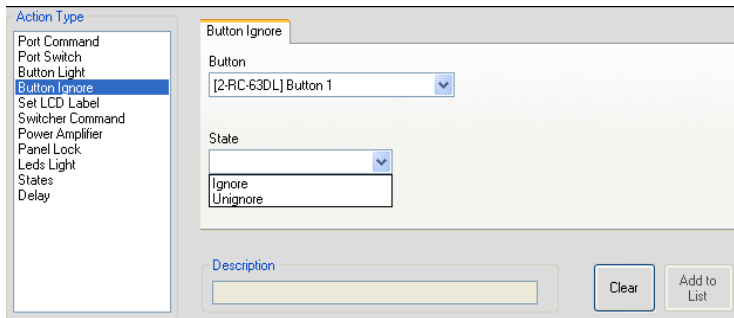 Action Type
Port Command
Port Switch
Button Light
Button Ignore
Set LCD Label
Switcher Command
Power Amplifier
Panel Lock
Leds Light
States
Delay
Button Ignore
Button
[2-RC-63DL] Button 1
State
Ignore
Unignore
Description
Clear
Add to
List